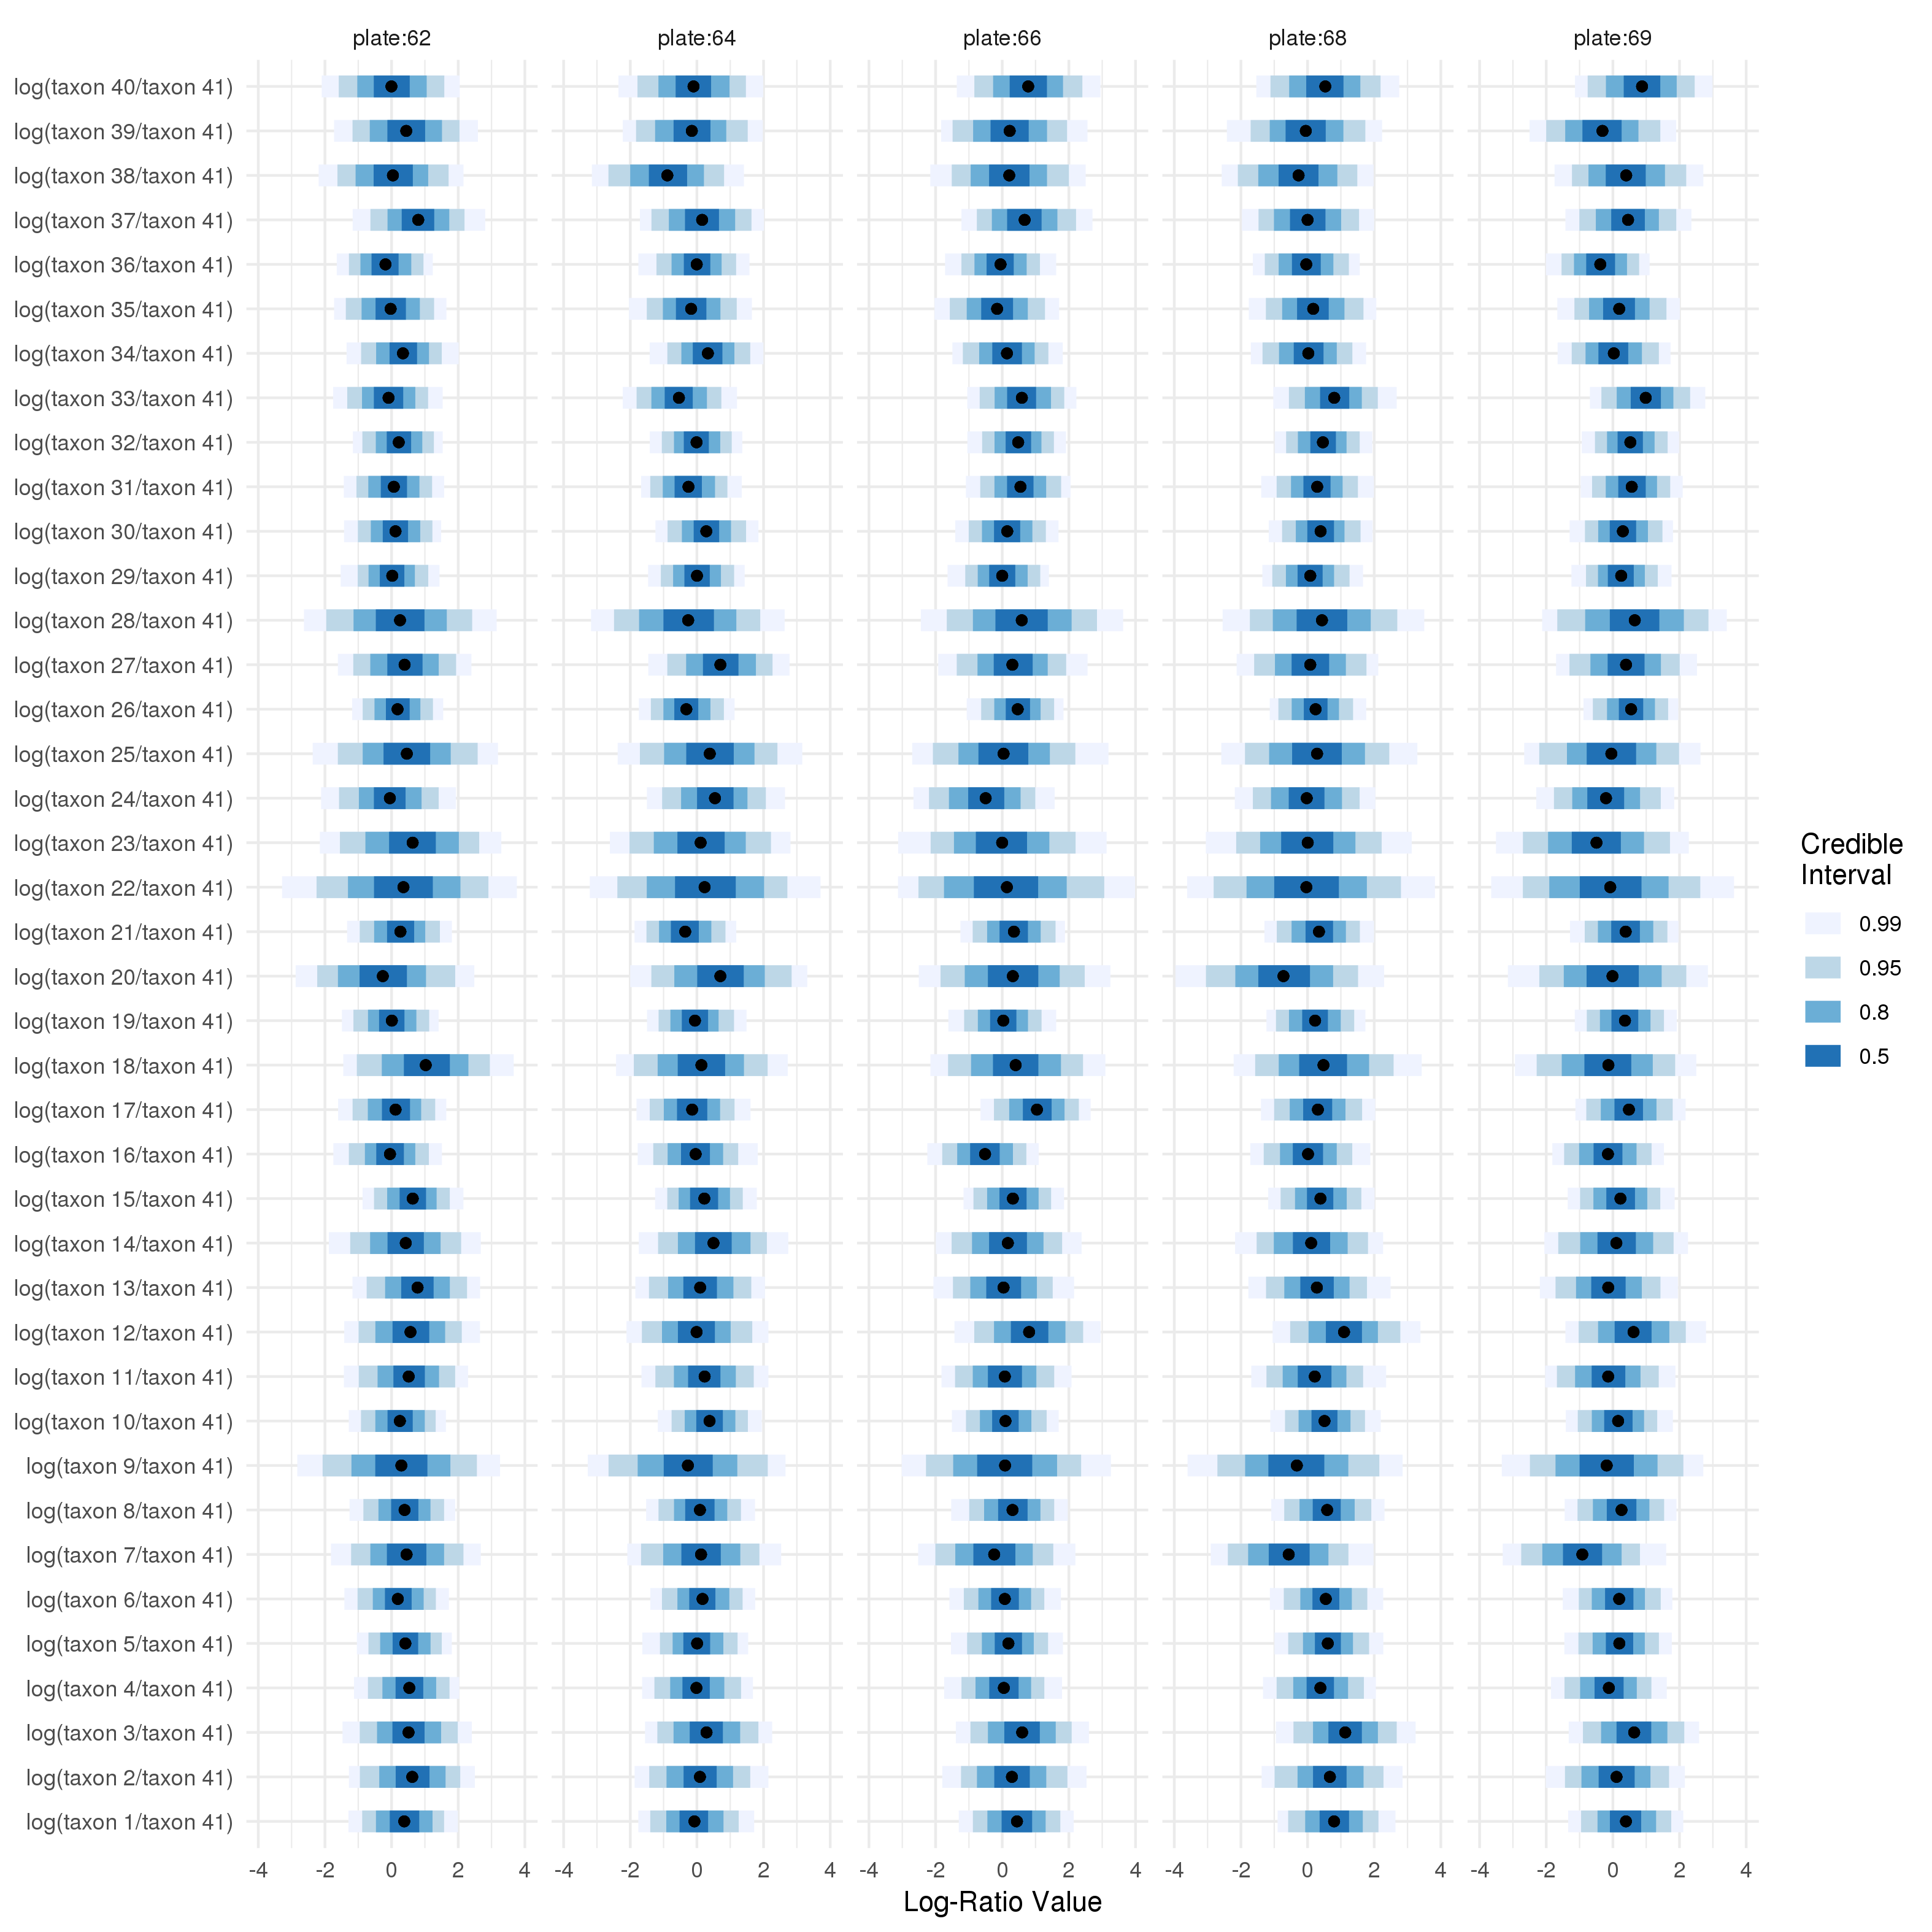 plate:62 plate:64 plate:66 plate:68 plate:69
log(taxon 40/taxon 41)
log(taxon 39/taxon 41)
log(taxon 38/taxon 41)
log(taxon 37/taxon 41)
log(taxon 36/taxon 41)
log(taxon 35/taxon 41)
log(taxon 34/taxon 41)
log(taxon 33/taxon 41)
log(taxon 32/taxon 41)
log(taxon 31/taxon 41)
log(taxon 30/taxon 41)
log(taxon 29/taxon 41)
log(taxon 28/taxon 41)
log(taxon 27/taxon 41)
log(taxon 26/taxon 41)
log(taxon 25/taxon 41)
log(taxon 24/taxon 41)
log(taxon 23/taxon 41)
log(taxon 22/taxon 41)
log(taxon 21/taxon 41)
log(taxon 20/taxon 41)
log(taxon 19/taxon 41)
log(taxon 18/taxon 41)
log(taxon 17/taxon 41)
log(taxon 16/taxon 41)
log(taxon 15/taxon 41)
log(taxon 14/taxon 41)
log(taxon 13/taxon 41)
log(taxon 12/taxon 41)
log(taxon 11/taxon 41)
log(taxon 10/taxon 41)
log(taxon 9/taxon 41)
log(taxon 8/taxon 41)
log(taxon 7/taxon 41)
log(taxon 6/taxon 41)
log(taxon 5/taxon 41)
log(taxon 4/taxon 41)
log(taxon 3/taxon 41)
log(taxon 2/taxon 41)
log(taxon 1/taxon 41)
-4 -2 0 2 4 -4 -2 0 2 4 -4 -2 0 2 4 -4 -2 0 2 4 -4 -2 0 2 4
Log-Ratio Value
Credible
Interval
0.99
0.95
0.8
0.5